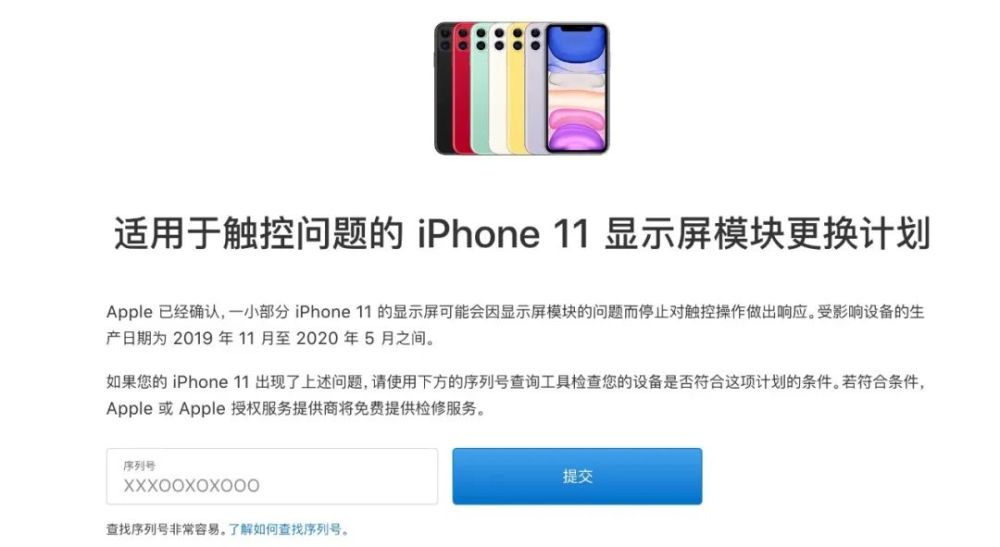 适用于触控问题的 iPhone 11 显示屏模块更换计划
Apple 已经确认，一小部分 iPhone 11 的显示屏可能会因显示屏模块的问题而停止对触控操作做出响应。受影响设备的生
产日期为 2019 年 11 月至 2020 年 5 月之间。
如果您的 iPhone 11 出现了上述问题，请使用下方的序列号查询工具检查您的设备是否符合这项计划的条件。若符合条件，
Apple 或 Apple 授权服务提供商将免费提供检修服务。
序列号
XXXOOXOXOOO
提交
查找序列号非常容易。了解如何查找序列号。